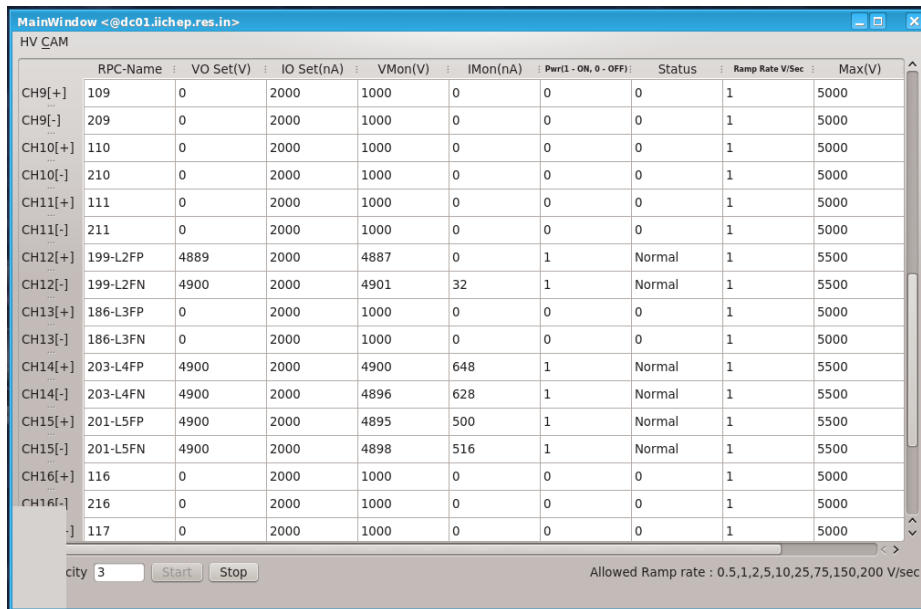 MainWindow <@dc01.iichep.res.in>
HV CAM
RPC-Name VO Set(V) IO Set(nA) VMon(V) IMon(nA) Pwr(1 - ON, 0 - OFF) Status Ramp Rate V/Sec Max(V)
CH9[+] 109 0 2000 1000 0 0 0 1 5000
CH9[-] 209 0 2000 1000 0 0 0 1 5000
CH10[+] 110 0 2000 1000 0 0 0 1 5000
CH10[-] 210 0 2000 1000 0 0 0 1 5000
CH11[+] 111 0 2000 1000 0 0 0 1 5000
CH11[-] 211 0 2000 1000 0 0 0 1 5000
CH12[+] 199-L2FP 4889 2000 4887 0 1 Normal 1 5500
CH12[-] 199-L2FN 4900 2000 4901 32 1 Normal 1 5500
CH13[+] 186-L3FP 0 2000 1000 0 0 0 1 5000
CH13[-] 186-L3FN 0 2000 1000 0 0 0 1 5000
CH14[+] 203-L4FP 4900 2000 4900 648 1 Normal 1 5500
CH14[-] 203-L4FN 4900 2000 4896 628 1 Normal 1 5500
CH15[+] 201-L5FP 4900 2000 4895 500 1 Normal 1 5500
CH15[-] 201-L5FN 4900 2000 4898 516 1 Normal 1 5500
CH16[+] 116 0 2000 1000 0 0 0 1 5000
CH16[-] 216 0 2000 1000 0 0 0 1 5000
-] 117 0 2000 1000 0 0 0 1 5000
city 3 Start Stop Allowed Ramp rate : 0.5,1,2,5,10,25,75,150,200 V/sec